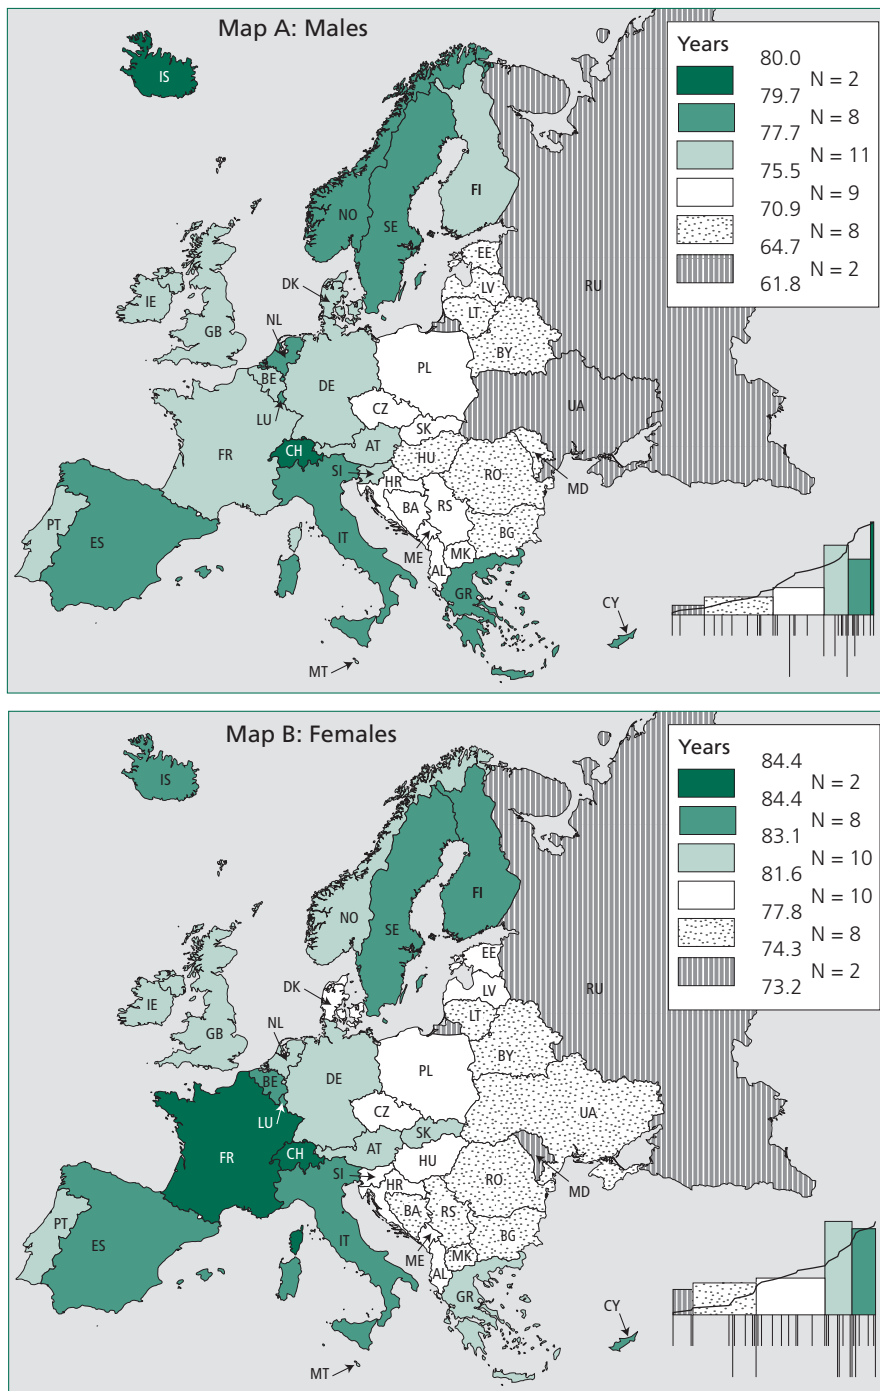 Map A: Males
Years
80.0
N = 2
79.7
N = 8
77.7
N = 11
75.5
N = 9
70.9
N = 8
64.7
N = 2
61.8
IS
NO
SE
FI
EE
LV
LT
RU
DK
IE
GB
NL
BE
DE
PL
BY
LU
CZ
UA
FR
CH
AT
SK
HU
SI
HR
RO
MD
BA
RS
PT
ES
IT
ME
MK
BG
AL
GR
CY
MT
Map B: Females
Years
84.4
N = 2
84.4
N = 8
83.1
N = 10
81.6
N = 10
77.8
N = 8
74.3
N = 2
73.2
IS
FI
NO
SE
EE
LV
LT
RU
DK
IE
GB
NL
BE
DE
PL
BY
LU
CZ
UA
FR
CH
AT
SK
HU
SI
HR
RO
MD
BA
RS
PT
ES
IT
ME
MK
BG
AL
GR
CY
MT